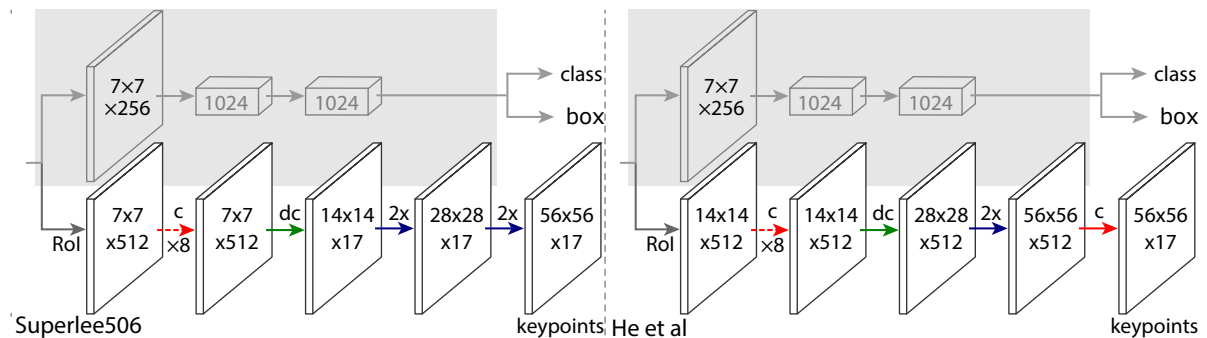 7×7
×256
1024
1024
class
box
RoI
7x7
x512
c
×8
7x7
x512
dc
14x14
x17
2x
28x28
x17
2x
56x56
x17
Superlee506
keypoints
7×7
×256
1024
1024
class
box
RoI
14x14
x512
c
×8
14x14
x512
dc
28x28
x512
2x
56x56
x512
c
56x56
x17
He et al
keypoints